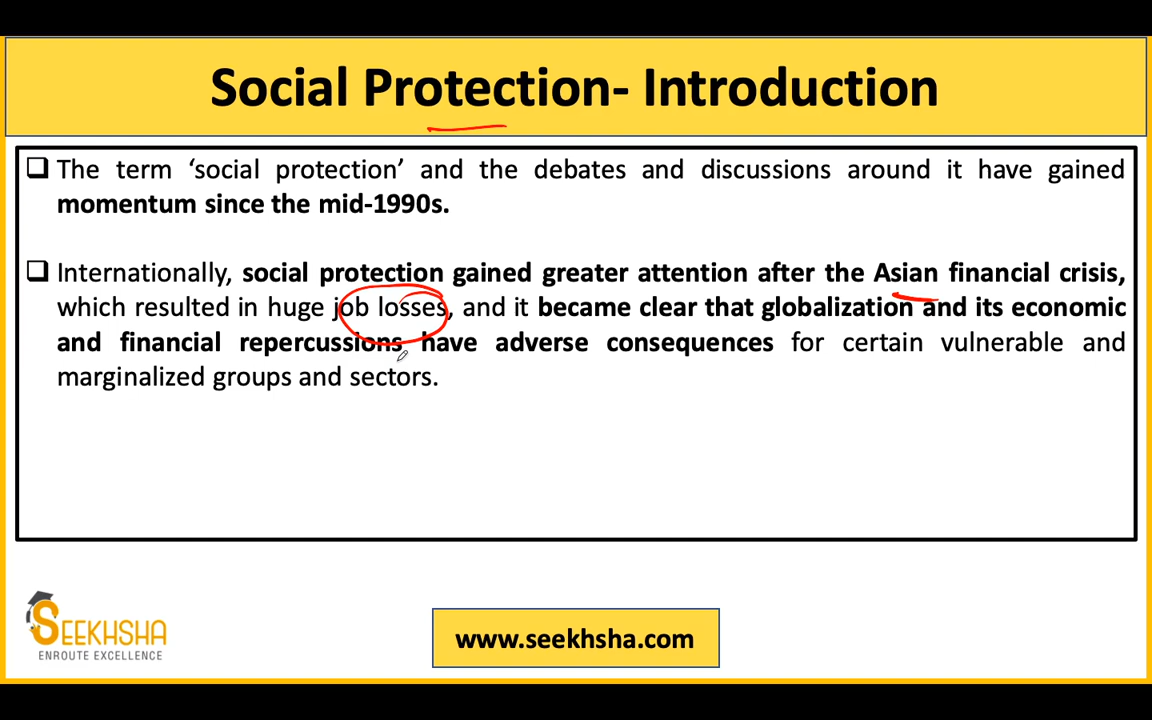 Social Protection- Introduction
The term ‘social protection’ and the debates and discussions around it have gained
momentum since the mid-1990s.
Internationally, social protection gained greater attention after the Asian financial crisis,
which resulted in huge job losses, and it became clear that globalization and its economic
and financial repercussions have adverse consequences for certain vulnerable and
marginalized groups and sectors.
SEEKHSHA
ENROUTE EXCELLENCE
www.seekhsha.com